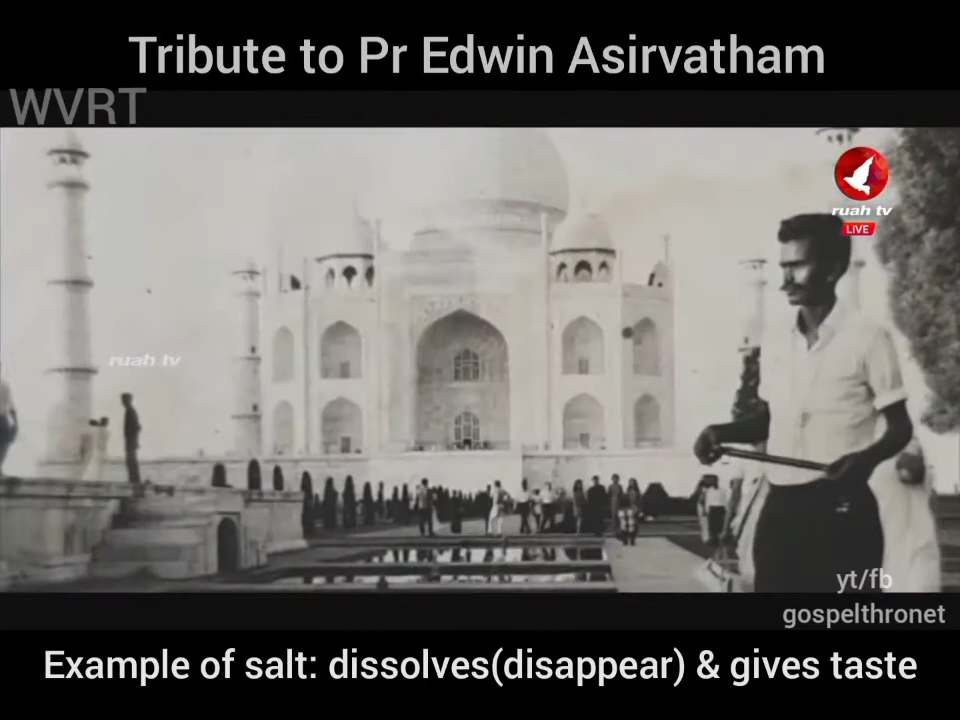 Tribute to Pr Edwin Asirvatham
WVRT
ruah tv
LIVE
ruah tv
yt/fb
gospelthronet
Example of salt: dissolves(disappear) & gives taste